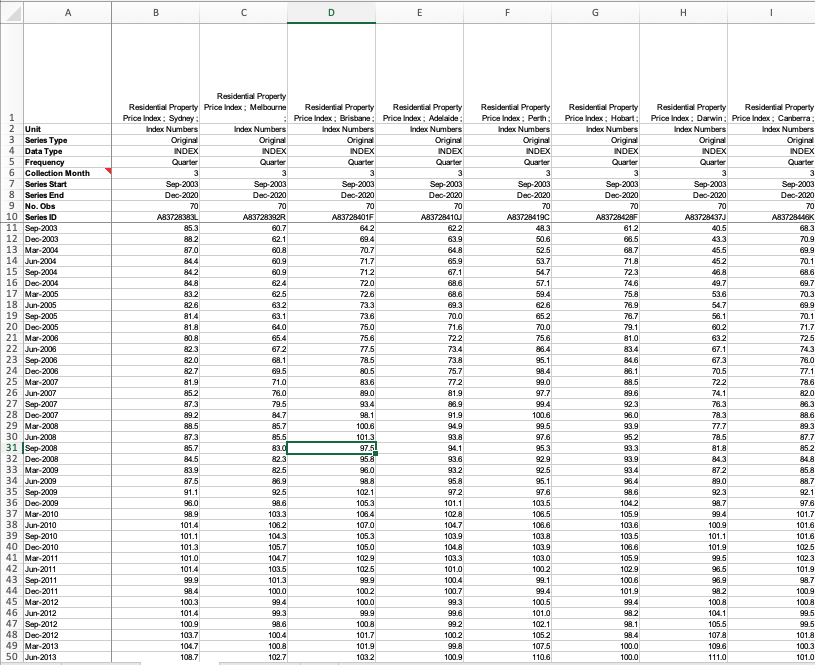 A B C D E F G H I
Residential Property
Residential Property Price Index ; Melbourne Residential Property Residential Property Residential Property Residential Property Residential Property Residential Property
1 Price Index ; Sydney ; ; Price Index ; Brisbane ; Price Index ; Adelaide ; Price Index ; Perth ; Price Index ; Hobart ; Price Index ; Darwin ; Price Index ; Canberra ;
2 Unit Index Numbers Index Numbers Index Numbers Index Numbers Index Numbers Index Numbers Index Numbers Index Numbers
3 Series Type Original Original Original Original Original Original Original Original
4 Data Type INDEX INDEX INDEX INDEX INDEX INDEX INDEX INDEX
5 Frequency Quarter Quarter Quarter Quarter Quarter Quarter Quarter Quarter
6 Collection Month 3 3 3 3 3 3 3 3
7 Series Start Sep-2003 Sep-2003 Sep-2003 Sep-2003 Sep-2003 Sep-2003 Sep-2003 Sep-2003
8 Series End Dec-2020 Dec-2020 Dec-2020 Dec-2020 Dec-2020 Dec-2020 Dec-2020 Dec-2020
9 No. Obs 70 70 70 70 70 70 70 70
10 Series ID A83728383L A83728392R A83728401F A83728410J A83728419C A83728428F A83728437J A83728446K
11 Sep-2003 85.3 60.7 64.2 62.2 48.3 61.2 40.5 68.3
12 Dec-2003 88.2 62.1 69.4 63.9 50.6 66.5 43.3 70.9
13 Mar-2004 87.0 60.8 70.7 64.8 52.5 68.7 45.5 69.9
14 Jun-2004 84.4 60.9 71.7 65.9 53.7 71.8 45.2 70.1
15 Sep-2004 84.2 60.9 71.2 67.1 54.7 72.3 46.8 68.6
16 Dec-2004 84.8 62.4 72.0 68.6 57.1 74.6 49.7 69.7
17 Mar-2005 83.2 62.5 72.6 68.6 59.4 75.8 53.6 70.3
18 Jun-2005 82.6 63.2 73.3 69.3 62.6 76.9 54.7 69.9
19 Sep-2005 81.4 63.1 73.6 70.0 65.2 76.7 56.1 70.1
20 Dec-2005 81.8 64.0 75.0 71.6 70.0 79.1 60.2 71.7
21 Mar-2006 80.8 65.4 75.6 72.2 75.6 81.0 63.2 72.5
22 Jun-2006 82.3 67.2 77.5 73.4 86.4 83.4 67.1 74.3
23 Sep-2006 82.0 68.1 78.5 73.8 95.1 84.6 67.3 76.0
24 Dec-2006 82.7 69.5 80.5 75.7 98.4 86.1 70.5 77.1
25 Mar-2007 81.9 71.0 83.6 77.2 99.0 88.5 72.2 78.6
26 Jun-2007 85.2 76.0 89.0 81.9 97.7 89.6 74.1 82.0
27 Sep-2007 87.3 79.5 93.4 86.9 99.4 92.3 76.3 86.3
28 Dec-2007 89.2 84.7 98.1 91.9 100.6 96.0 78.3 88.6
29 Mar-2008 88.5 85.7 100.6 94.9 99.5 93.9 77.7 89.3
30 Jun-2008 87.3 85.5 101.3 93.8 97.6 95.2 78.5 87.7
31 Sep-2008 85.7 83.0 97.5 94.1 95.3 93.3 81.8 85.2
32 Dec-2008 84.5 82.3 95.8 93.6 92.9 93.9 84.3 84.8
33 Mar-2009 83.9 82.5 96.0 93.2 92.5 93.4 87.2 85.8
34 Jun-2009 87.5 86.9 98.8 95.8 95.1 96.4 89.0 88.7
35 Sep-2009 91.1 92.5 102.1 97.2 97.6 98.6 92.3 92.1
36 Dec-2009 96.0 98.6 105.3 101.1 103.5 104.2 98.7 97.6
37 Mar-2010 98.9 103.3 106.4 102.8 106.5 105.9 99.4 101.7
38 Jun-2010 101.4 106.2 107.0 104.7 106.6 103.6 100.9 101.6
39 Sep-2010 101.1 104.3 105.3 103.9 103.8 103.5 101.1 101.6
40 Dec-2010 101.3 105.7 105.0 104.8 103.9 106.6 101.9 102.5
41 Mar-2011 101.0 104.7 102.9 103.3 103.0 105.9 99.5 102.3
42 Jun-2011 101.4 103.5 102.5 101.0 100.2 102.9 96.5 101.9
43 Sep-2011 99.9 101.3 99.9 100.4 99.1 100.6 96.9 98.7
44 Dec-2011 98.4 100.0 100.2 100.7 99.4 101.9 98.2 100.9
45 Mar-2012 100.3 99.4 100.0 99.3 100.5 99.4 100.8 100.8
46 Jun-2012 101.4 99.3 99.9 99.6 101.0 98.2 104.1 99.5
47 Sep-2012 100.9 98.6 100.8 99.2 102.1 98.1 105.5 99.5
48 Dec-2012 103.7 100.4 101.7 100.2 105.2 98.4 107.8 101.8
49 Mar-2013 104.7 100.8 101.9 99.8 107.5 100.0 109.6 100.3
50 Jun-2013 108.7 102.7 103.2 100.9 110.6 100.0 111.0 101.0